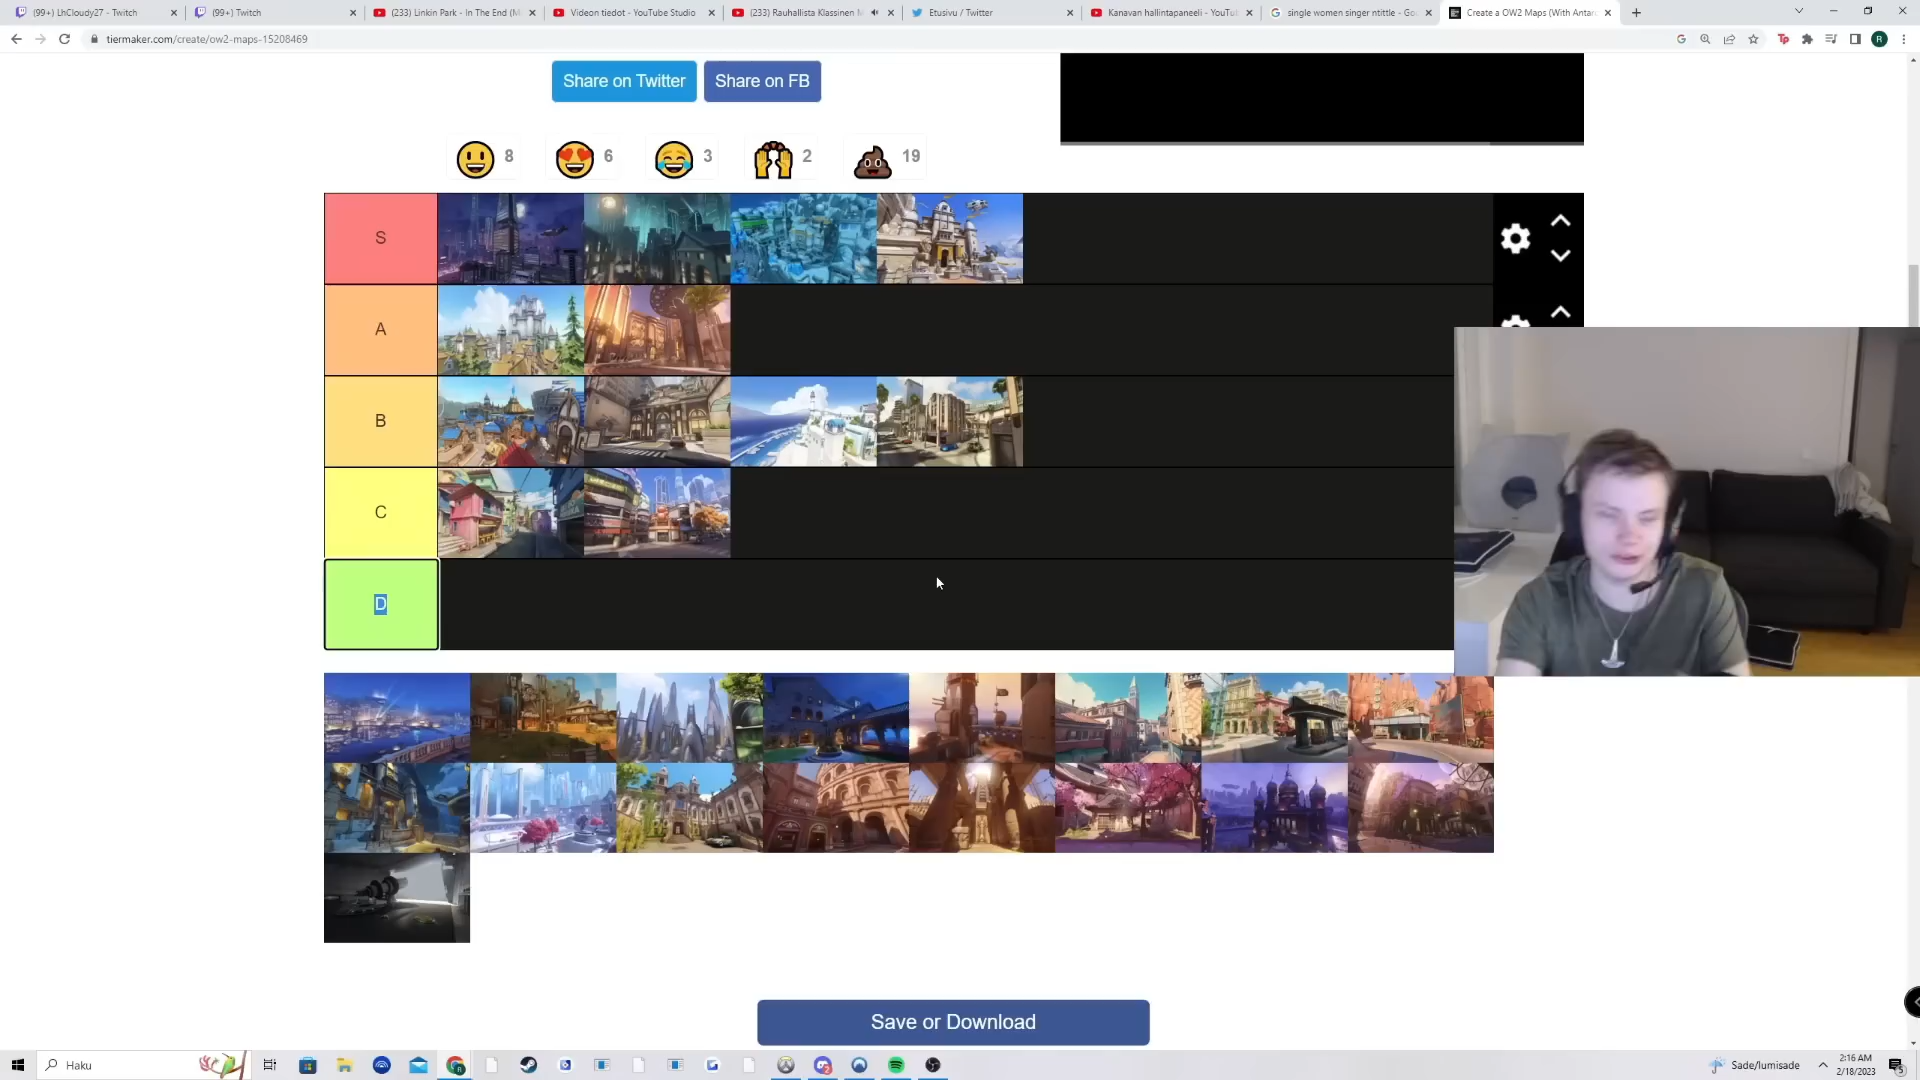 (99+) LhCloudy27 - Twitch
(99+) Twitch
(233) Linkin Park - In The End (M
Videon tiedot - YouTube Studio
(233) Rauhallista Klassinen M
Etusivu / Twitter
Kanavan hallintapaneeli - YouTu
single women singer ntittle - Go
Create a OW2 Maps (With Antar
tiermaker.com/create/ow2-maps-15208469
Tp
R
Share on Twitter
Share on FB
8
6
3
2
19
S
A
B
C
D
Save or Download
Haku
Sade/lumisade
2:16 AM
2/18/2023